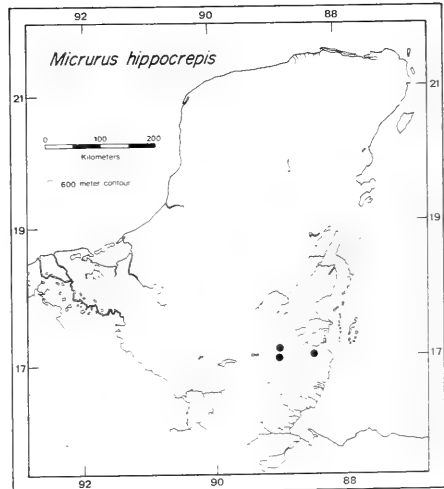 92 90 88
Micrurus hippocrepis
21 21
0 100 200
Kilometers
600 meter contour
19 19
17 17
92 90 88